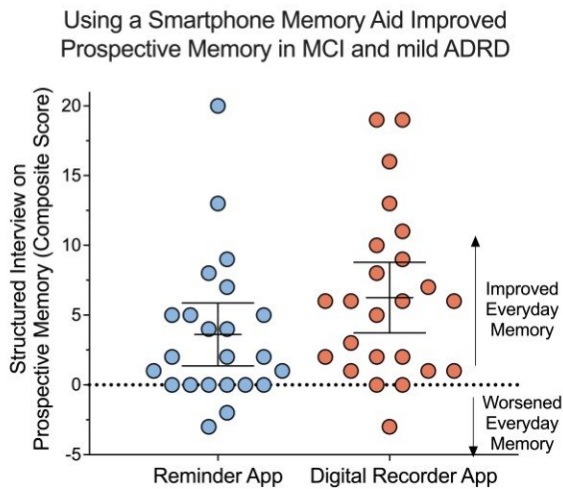 Using a Smartphone Memory Aid Improved
Prospective Memory in MCI and mild ADRD
Structured Interview on
Prospective Memory (Composite Score)
20
15
10
5
0
-5
Improved
Everyday
Memory
Worsened
Everyday
Memory
Reminder App
Digital Recorder App